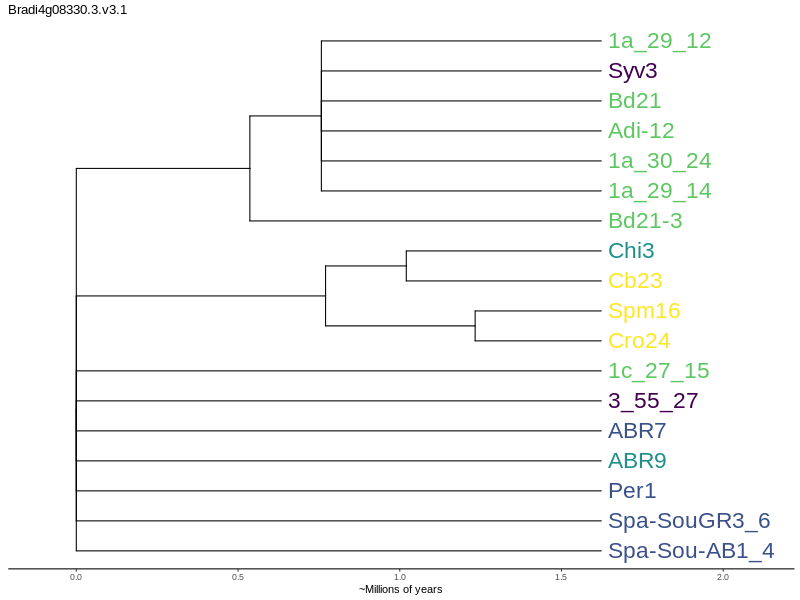 Bradi4g08330.3.v3.1
1a_29_12
Syv3
Bd21
Adi-12
1a_30_24
1a_29_14
Bd21-3
Chi3
Cb23
Spm16
Cro24
1c_27_15
3_55_27
ABR7
ABR9
Per1
Spa-SouGR3_6
Spa-Sou-AB1_4
0.0 0.5 1.0 1.5 2.0
~Millions of years